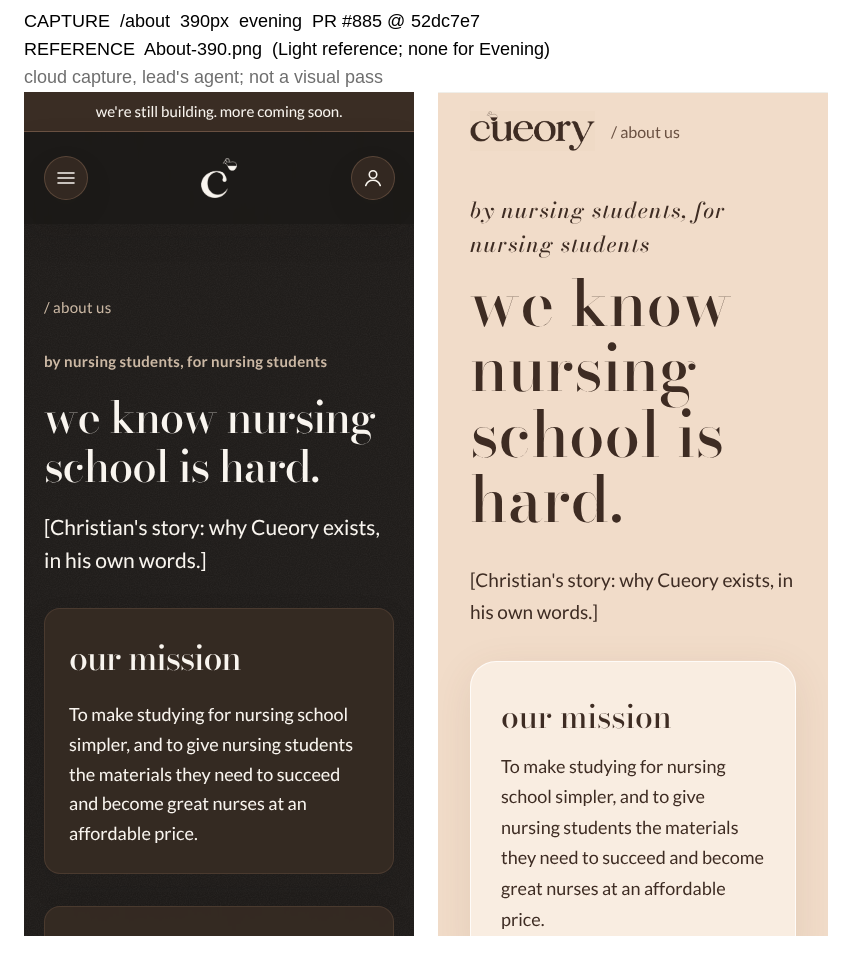 CAPTURE /about 390px evening PR #885 @ 52dc7e7
REFERENCE About-390.png (Light reference; none for Evening)
cloud capture, lead's agent; not a visual pass
we're still building. more coming soon.
c
/ about us
by nursing students, for nursing students
we know nursing
school is hard.
[Christian's story: why Cueory exists,
in his own words.]
our mission
To make studying for nursing school
simpler, and to give nursing students
the materials they need to succeed
and become great nurses at an
affordable price.
cueory / about us
by nursing students, for
nursing students
we know
nursing
school is
hard.
[Christian's story: why Cueory exists, in
his own words.]
our mission
To make studying for nursing
school simpler, and to give
nursing students the materials
they need to succeed and become
great nurses at an affordable
price.